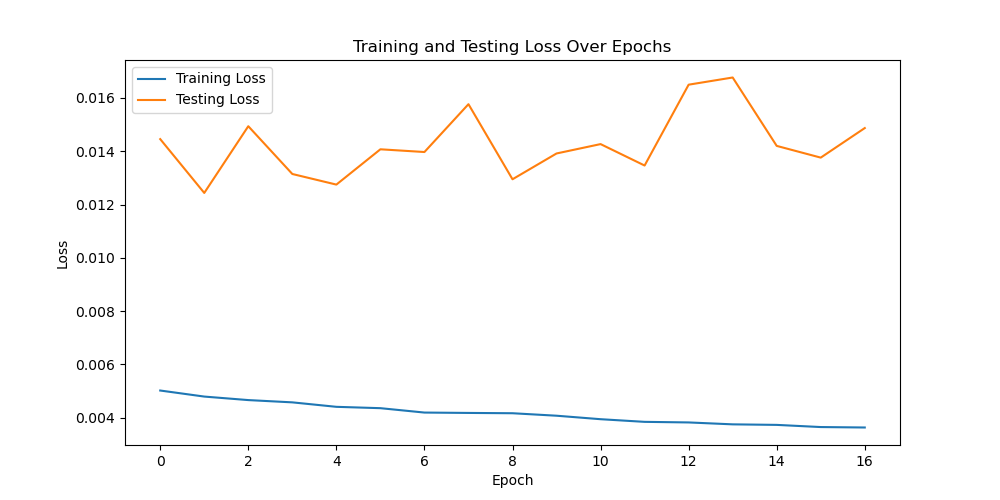 Training and Testing Loss Over Epochs
Training Loss
Testing Loss
0.016
0.014
0.012
0.010
0.008
0.006
0.004
Loss
0 2 4 6 8 10 12 14 16
Epoch